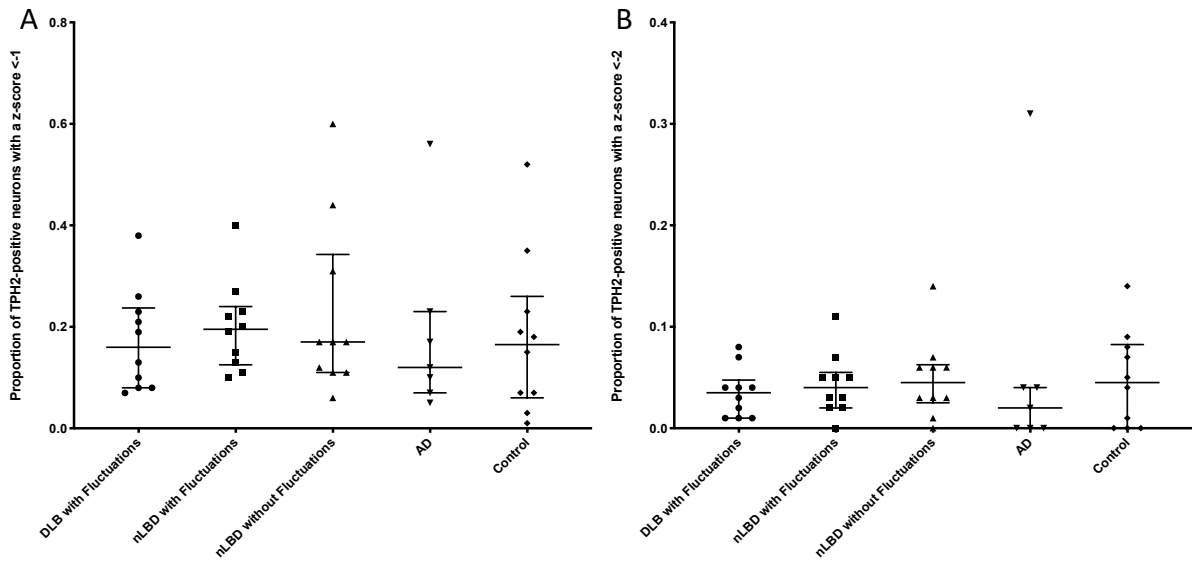 A
Proportion of TPH2-positive neurons with a z-score <-1
0.8
0.6
0.4
0.2
0.0
DLB with Fluctuations
nLBD with Fluctuations
nLBD without Fluctuations
AD
Control
B
Proportion of TPH2-positive neurons with a z-score <-2
0.4
0.3
0.2
0.1
0.0
DLB with Fluctuations
nLBD with Fluctuations
nLBD without Fluctuations
AD
Control